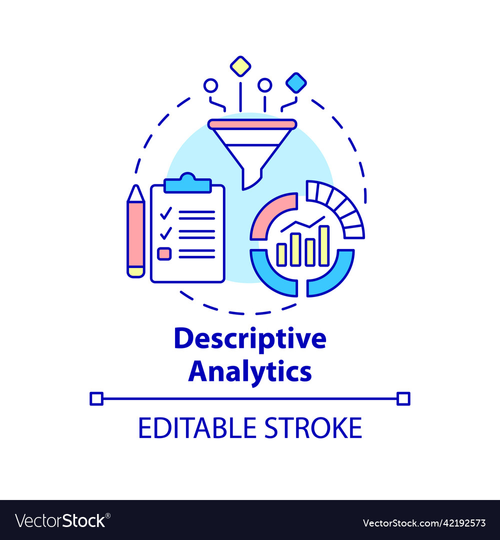 Descriptive
Analytics
EDITABLE STROKE
VectorStock®
VectorStock.com/42192573